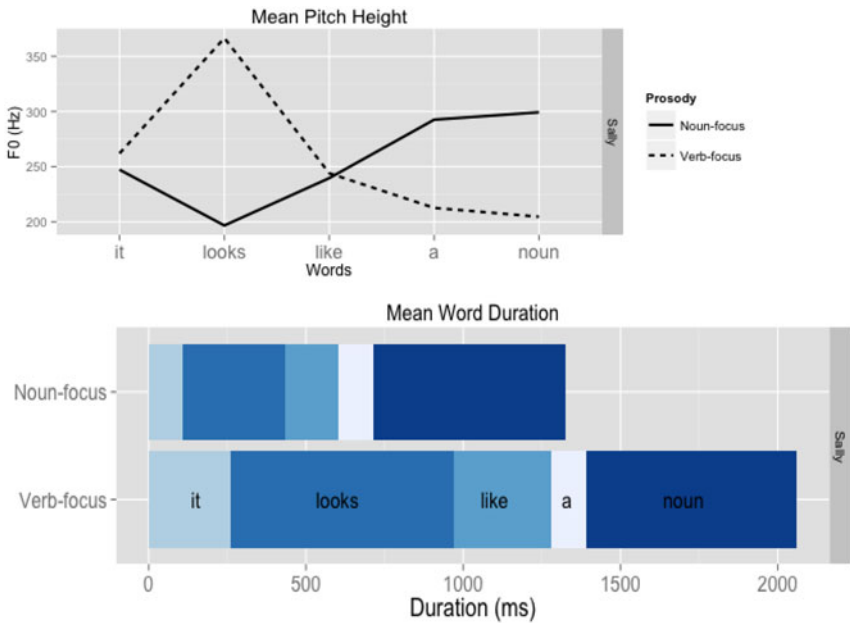 Mean Pitch Height
F0 (Hz)
350
300
250
200
it looks like a noun
Words
Sally
Prosody
Noun-focus
Verb-focus
Mean Word Duration
Noun-focus
Verb-focus
it looks like a noun
Sally
0 500 1000 1500 2000
Duration (ms)